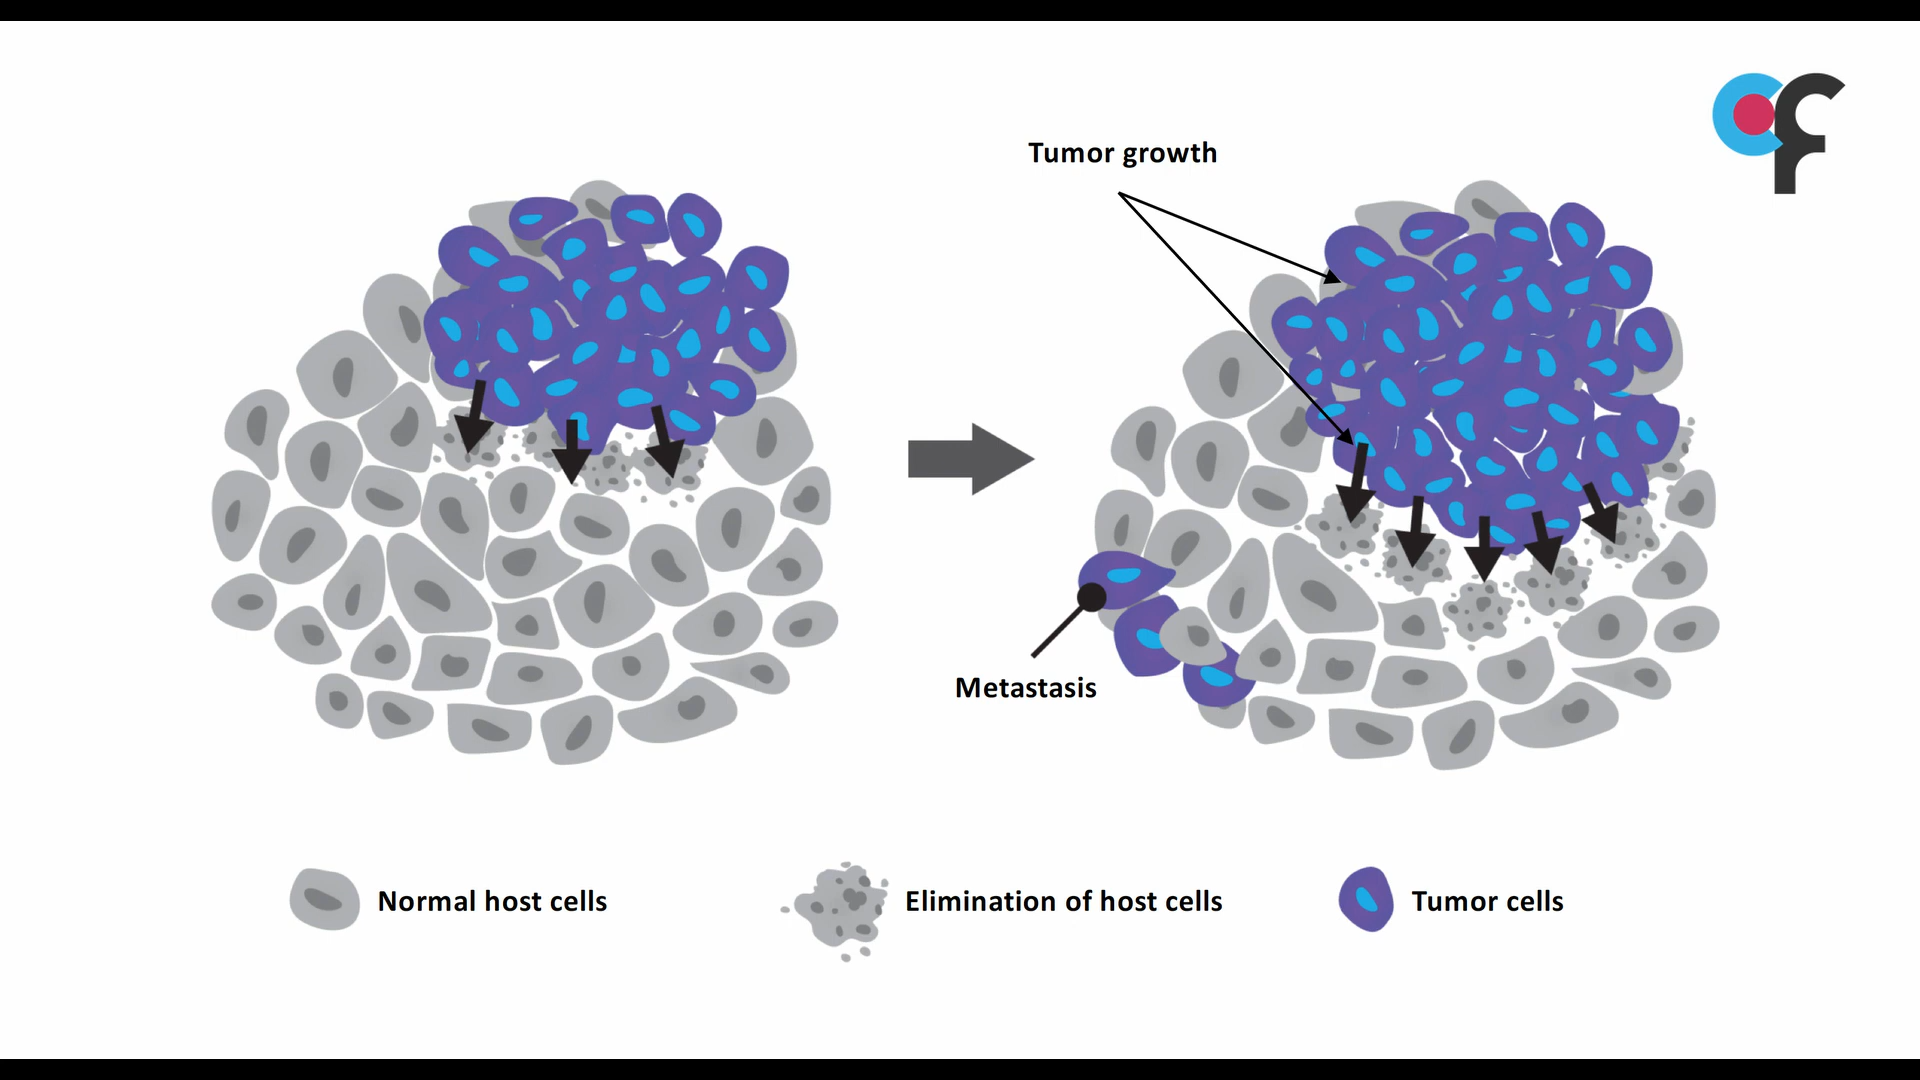 Tumor growth
Metastasis
Normal host cells
Elimination of host cells
Tumor cells